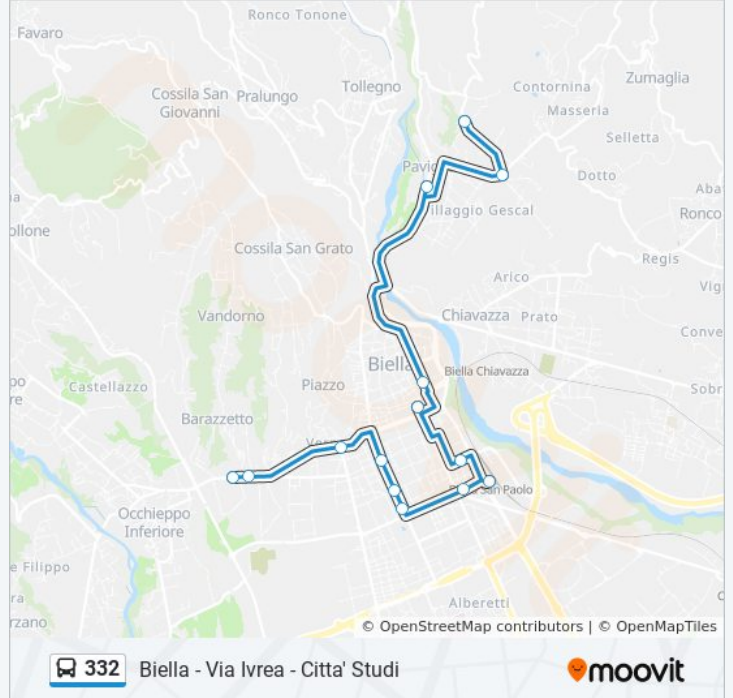 Ronco Tonone
Favaro
Zumaglia
Tollegno
Contornina
Cossila San
Giovanni
Pralungo
Masseria
Selletta
Pavig
Dotto
Aba
illaggio Gescal
Ronco
ollone
Cossila San Grato
Regis
Arico
Vig
Vandorno
Chiavazza
Prato
Conve
Biella
Biella Chiavazza
Piazzo
Castellazzo
Sobr
Barazzetto
San Paolo
Occhieppo
Inferiore
e Filippo
Alberetti
rzano
© OpenStreetMap contributors | © OpenMapTiles
332
Biella - Via Ivrea - Citta' Studi
moovit